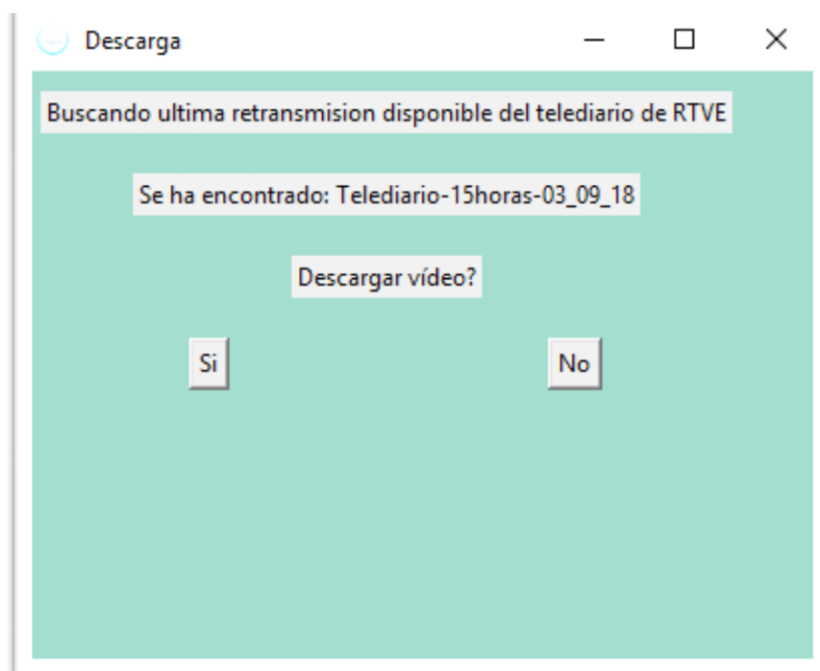 Descarga
Buscando ultima retransmision disponible del telediario de RTVE
Se ha encontrado: Telediario-15horas-03_09_18
Descargar vídeo?
Si
No